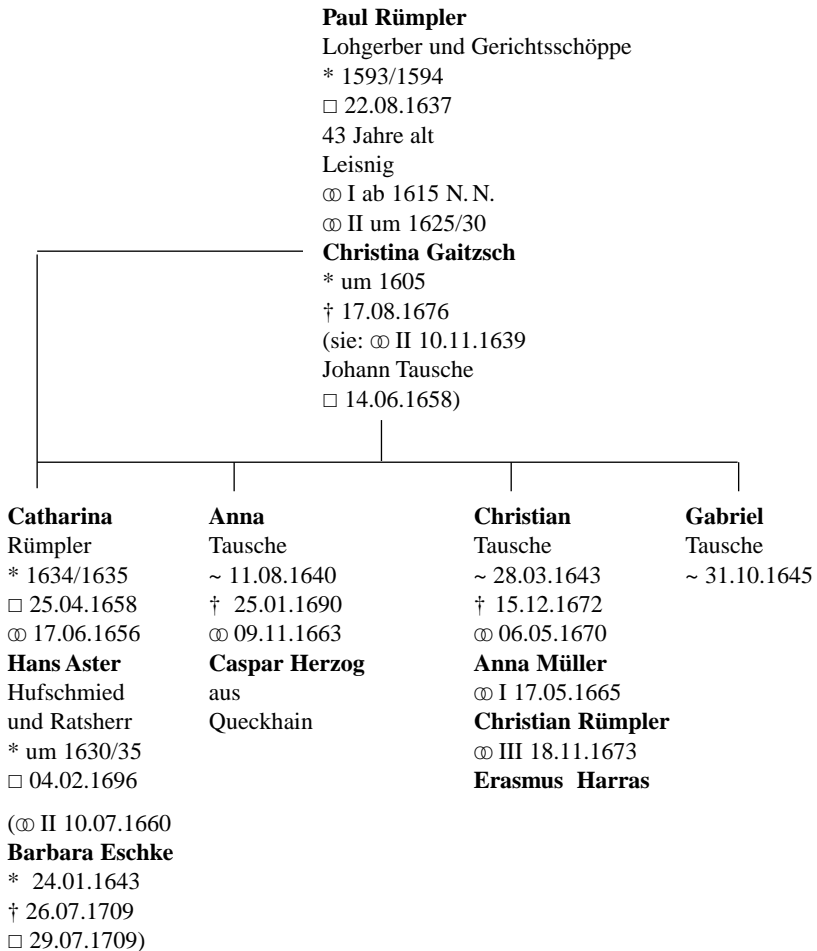 Paul Rümpler
Lohgerber und Gerichtsschöppe
* 1593/1594
□ 22.08.1637
43 Jahre alt
Leisnig
⚭ I ab 1615 N. N.
⚭ II um 1625/30
Christina Gaitzsch
* um 1605
† 17.08.1676
(sie: ⚭ II 10.11.1639
Johann Tausche
□ 14.06.1658)
Catharina
Rümpler
* 1634/1635
□ 25.04.1658
⚭ 17.06.1656
Hans Aster
Hufschmied
und Ratsherr
* um 1630/35
□ 04.02.1696
(⚭ II 10.07.1660
Barbara Eschke
* 24.01.1643
† 26.07.1709
□ 29.07.1709)
Anna
Tausche
~ 11.08.1640
† 25.01.1690
⚭ 09.11.1663
Caspar Herzog
aus
Queckhain
Christian
Tausche
~ 28.03.1643
† 15.12.1672
⚭ 06.05.1670
Anna Müller
⚭ I 17.05.1665
Christian Rümpler
⚭ III 18.11.1673
Erasmus Harras
Gabriel
Tausche
~ 31.10.1645